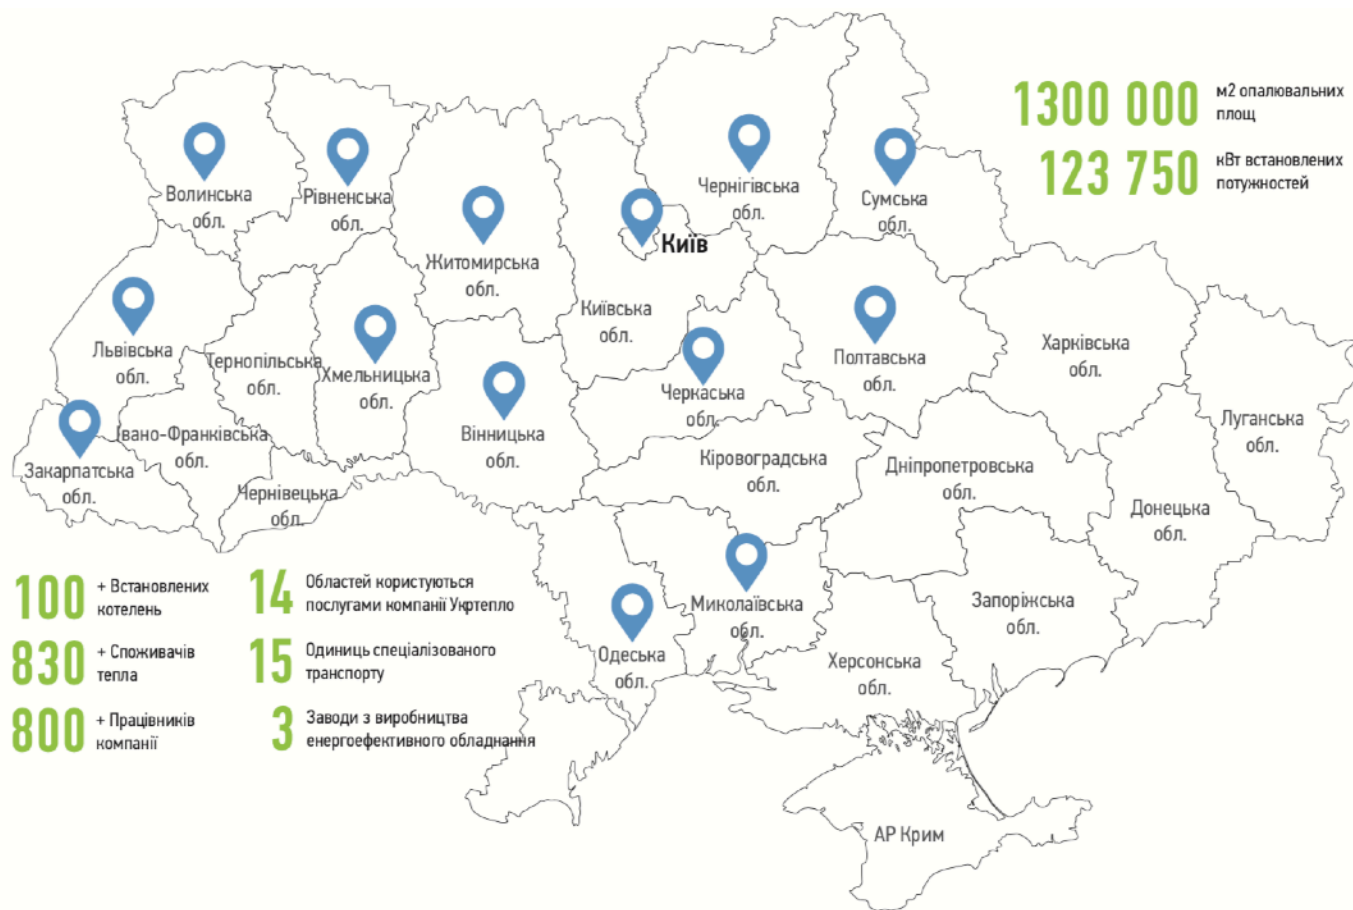 1300 000
м2 опалювальних
площ
123 750
кВт встановлених
потужностей
Волинська
обл.
Рівненська
обл.
Житомирська
обл.
Київ
Київська
обл.
Чернігівська
обл.
Сумська
обл.
Львівська
обл.
Тернопільська
обл.
Хмельницька
обл.
Вінницька
обл.
Черкаська
обл.
Полтавська
обл.
Харківська
обл.
Луганська
обл.
Закарпатська
обл.
Івано-Франківська
обл.
Чернівецька
обл.
Кіровоградська
обл.
Дніпропетровська
обл.
Донецька
обл.
Одеська
обл.
Миколаївська
обл.
Херсонська
обл.
Запоріжська
обл.
АР Крим
100
+ Встановлених
котелень
830
+ Споживачів
тепла
800
+ Працівників
компанії
14
Областей користуються
послугами компанії Укртепло
15
Одиниць спеціалізованого
транспорту
3
Заводи з виробництва
енергоефективного обладнання